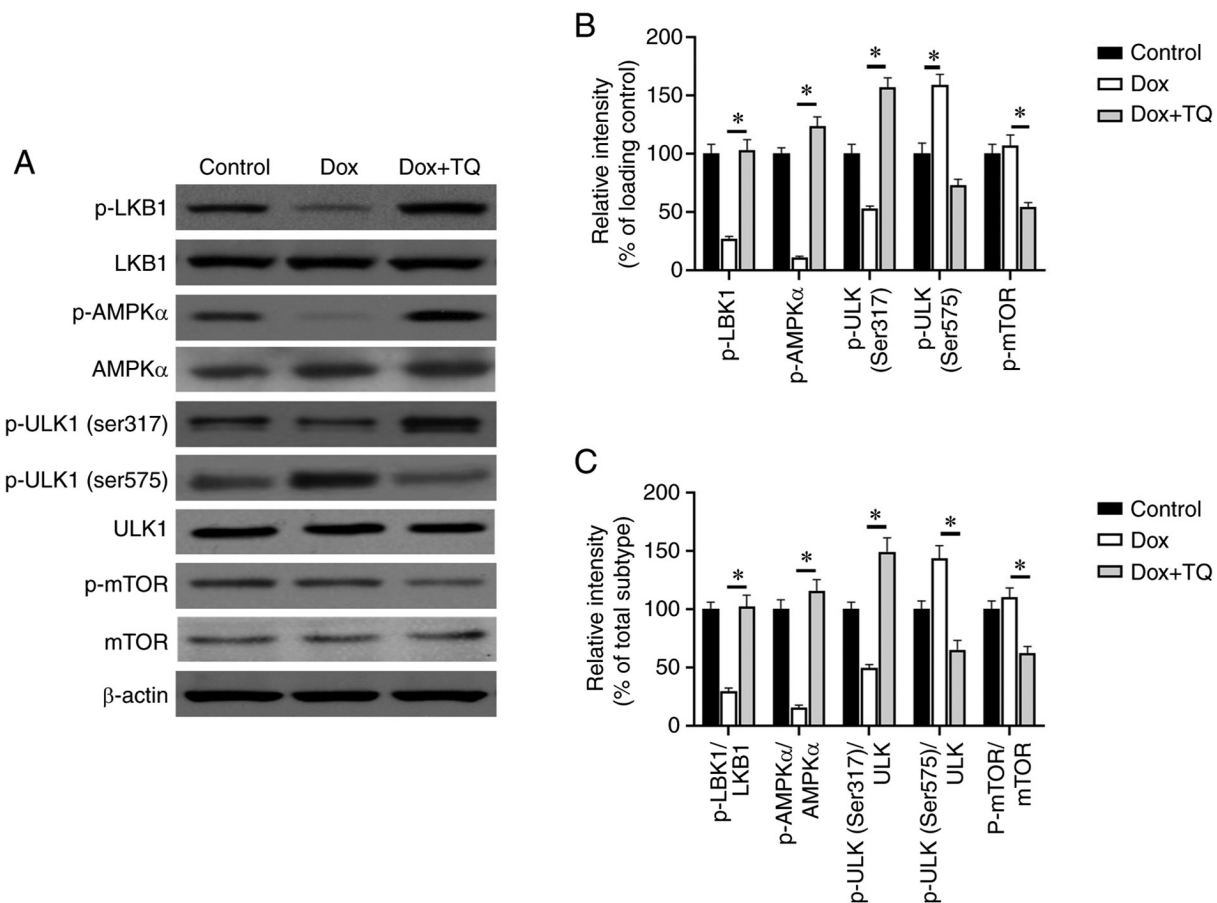 A
Control Dox Dox+TQ
p-LKB1
LKB1
p-AMPKα
AMPKα
p-ULK1 (ser317)
p-ULK1 (ser575)
ULK1
p-mTOR
mTOR
β-actin
B
Relative intensity
(% of loading control)
200
150
100
50
0
* * * * *
p-LBK1
p-AMPKα
p-ULK
(Ser317)
p-ULK
(Ser575)
p-mTOR
Control
Dox
Dox+TQ
C
Relative intensity
(% of total subtype)
200
150
100
50
0
* * * * *
p-LBK1/
LKB1
p-AMPKα/
AMPKα
p-ULK (Ser317)/
ULK
p-ULK (Ser575)/
ULK
P-mTOR/
mTOR
Control
Dox
Dox+TQ